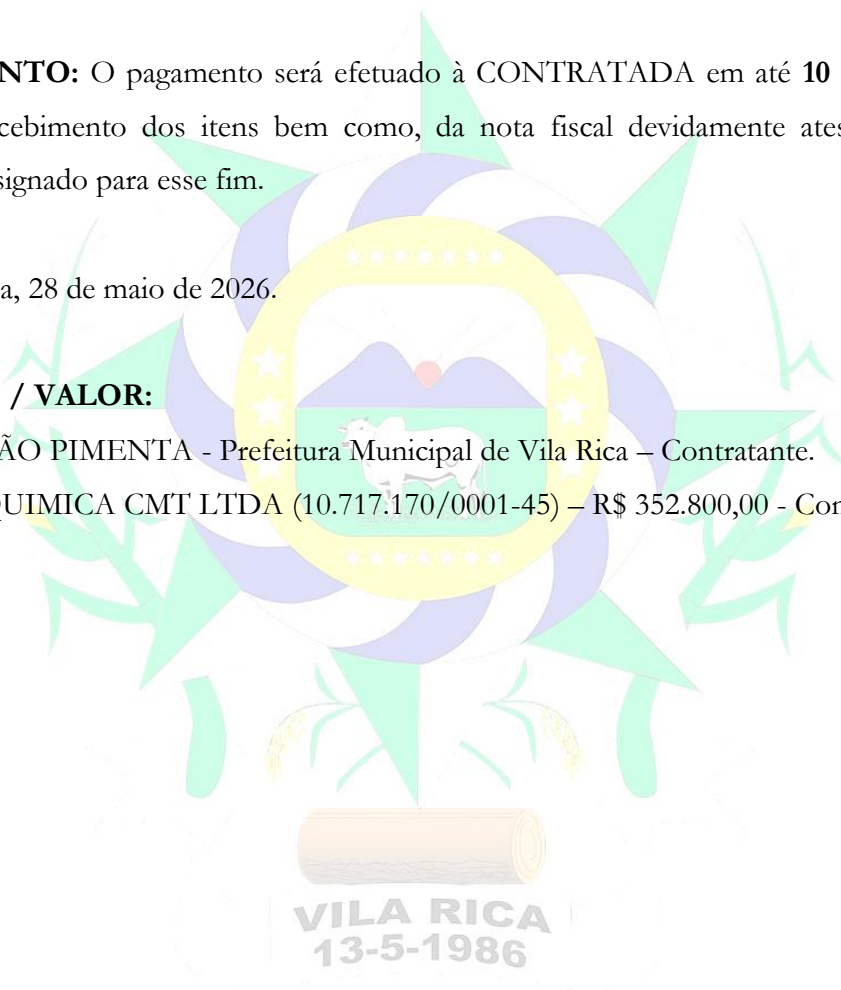 NTO: O pagamento será efetuado à CONTRATADA em até 10
cebimento dos itens bem como, da nota fiscal devidamente ates
signado para esse fim.
a, 28 de maio de 2026.
/ VALOR:
ÃO PIMENTA - Prefeitura Municipal de Vila Rica – Contratante.
QUIMICA CMT LTDA (10.717.170/0001-45) – R$ 352.800,00 - Con
VILA RICA
13-5-1986